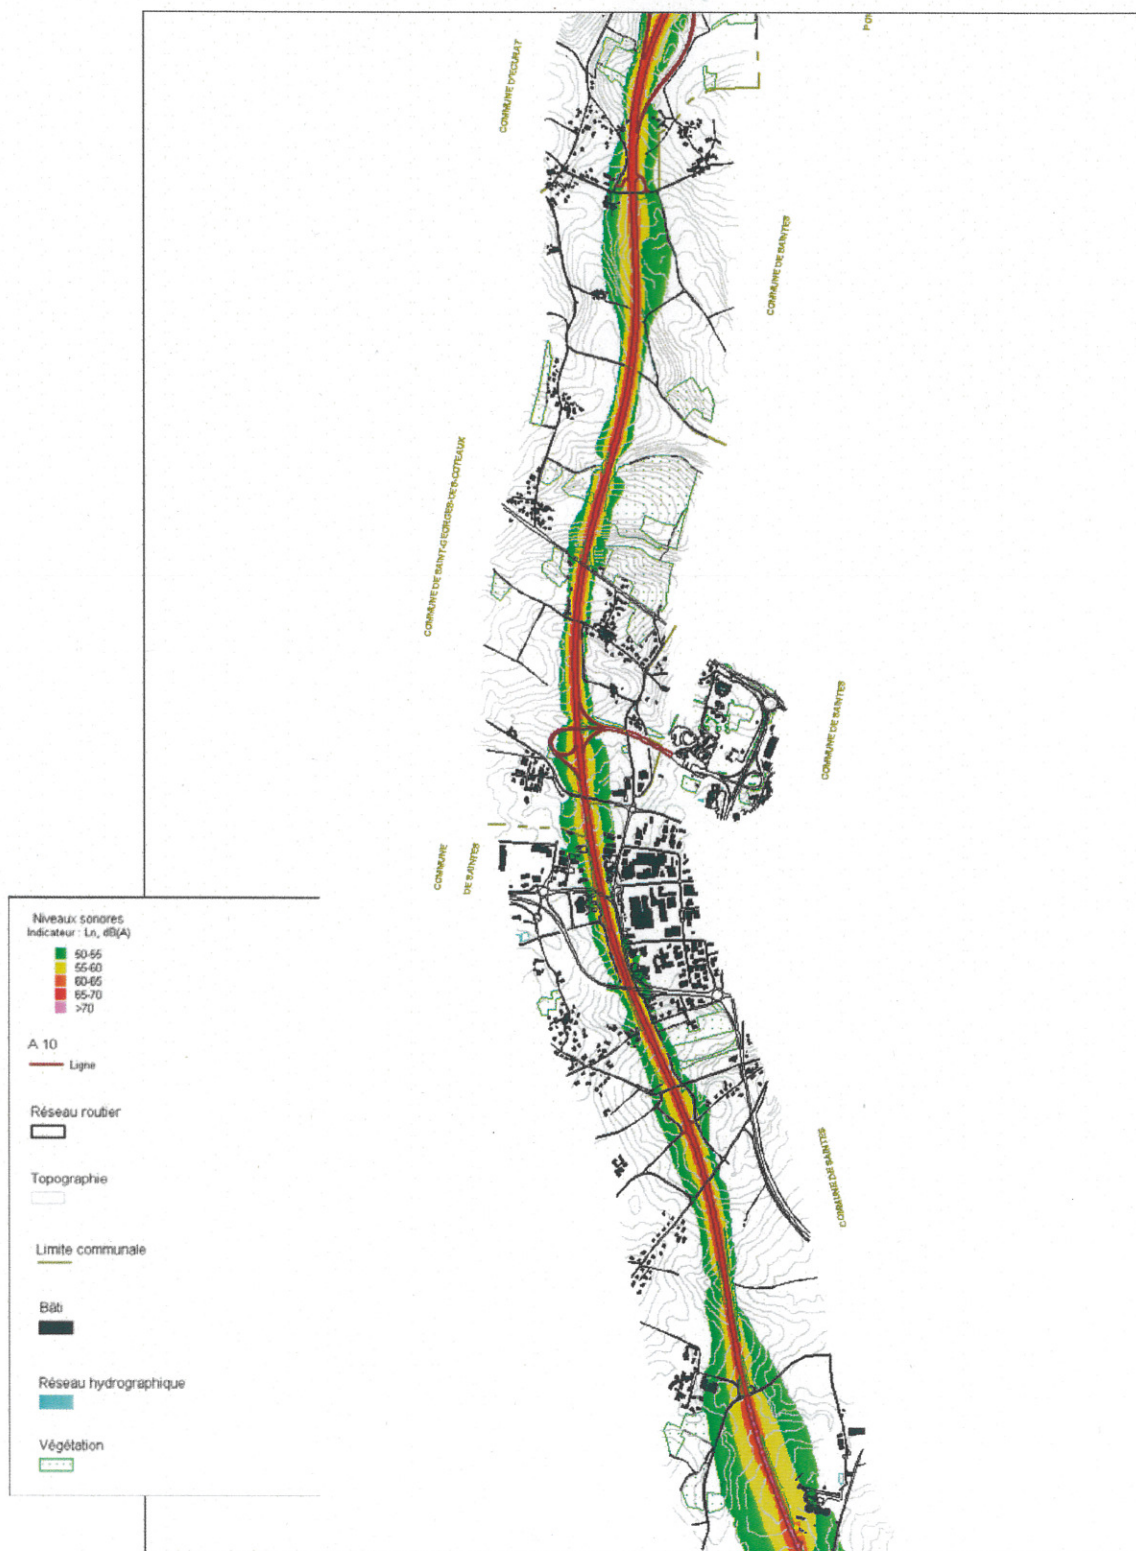 COMMUNE D'ECURAT
COMMUNE DE SAINTES
COMMUNE DE SAINT-GEORGES-DES-COTEAUX
COMMUNE DE SAINTES
COMMUNE
DE SAINTES
COMMUNE DE SAINTES
Niveaux sonores
Indicateur : Ln, dB(A)
50-55
55-60
60-65
65-70
>70
A 10
Ligne
Réseau routier
Topographie
Limite communale
Bâti
Réseau hydrographique
Végétation